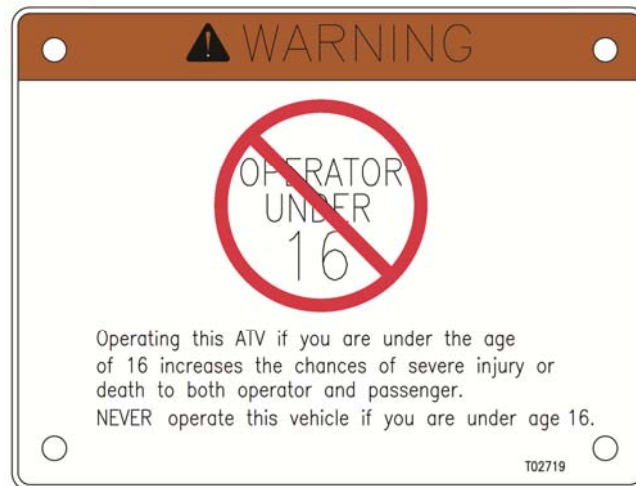 WARNING
OPERATOR
UNDER
16
Operating this ATV if you are under the age
of 16 increases the chances of severe injury or
death to both operator and passenger.
NEVER operate this vehicle if you are under age 16.
T02719